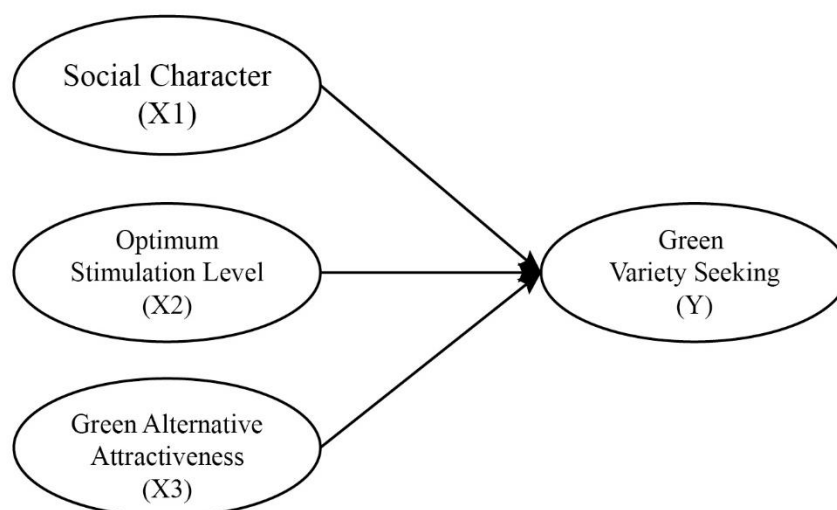 Social Character
(X1)
Optimum
Stimulation Level
(X2)
Green
Variety Seeking
(Y)
Green Alternative
Attractiveness
(X3)